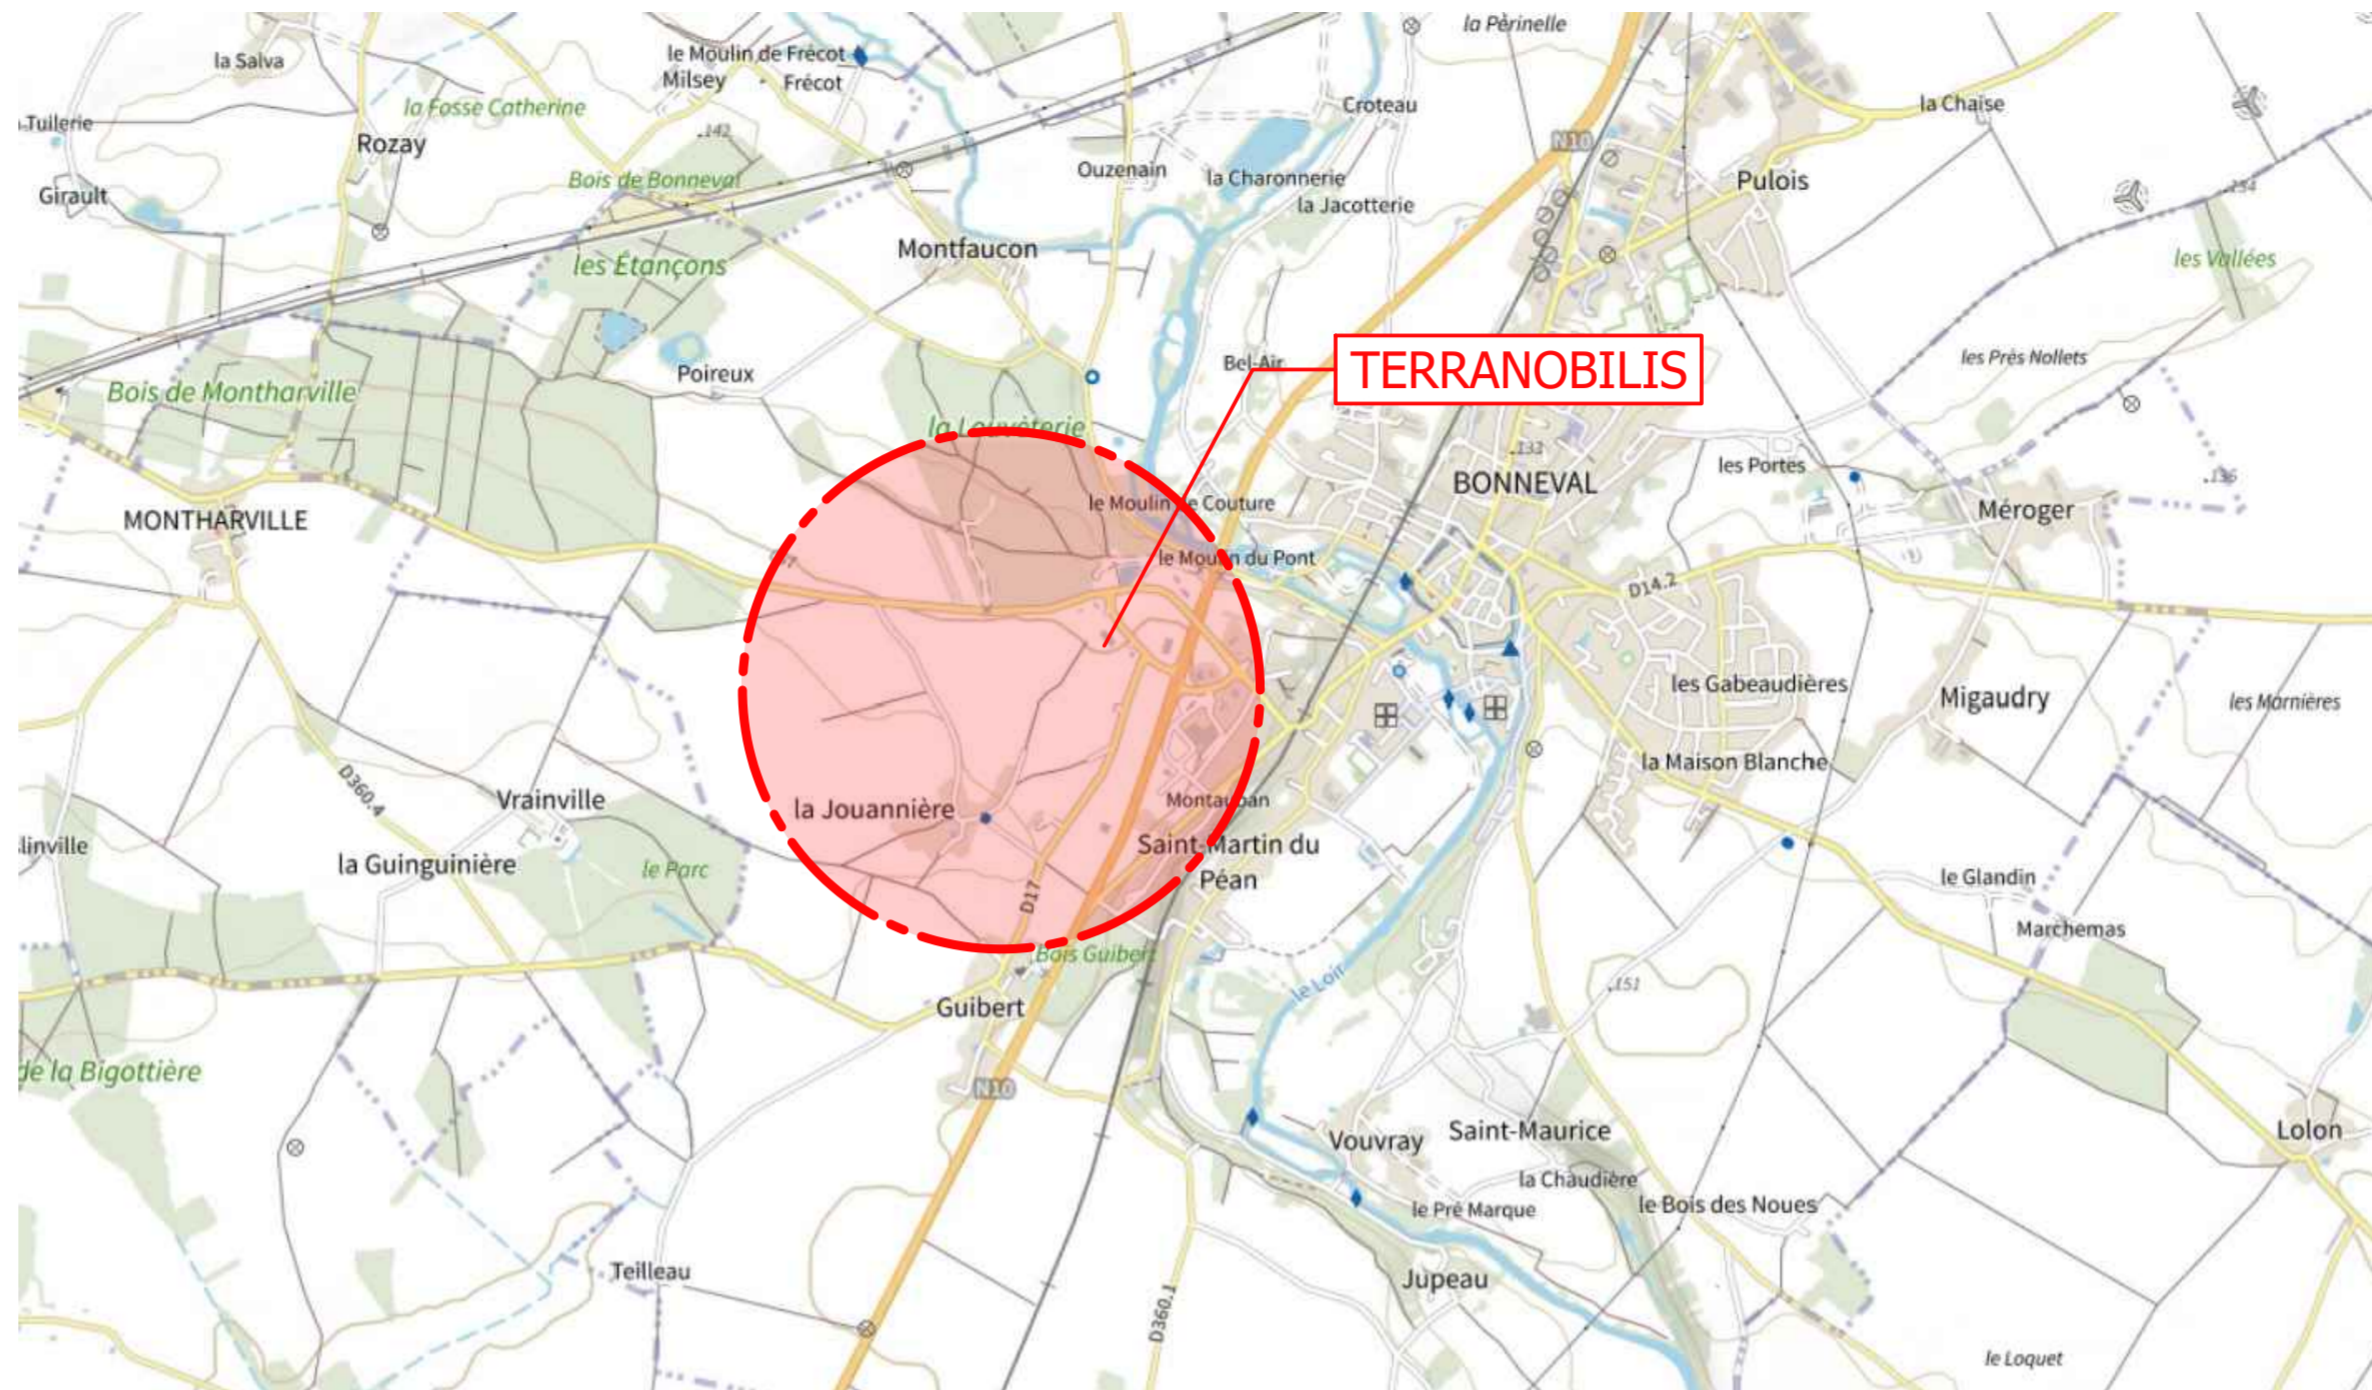 la Pèrinelle
le Moulin de Frécot
la Salva
Milsey
Frécot
la Fosse Catherine
Croteau
la Chaise
Tuilerie
142
Rozay
N10
Ouzenain
la Charonnerie
Pulois
Bois de Bonneval
Girault
la Jacotterie
154
Montfaucon
les Étançons
les Vallées
les Prés Nollets
Bel-Air
TERRANOBILIS
Poireux
Bois de Montharville
la Louvèterie
133
les Portes
BONNEVAL
le Moulin de Couture
Méroger
MONTHARVILLE
le Moulin du Pont
D14.2
les Gabeaudières
Migaudry
les Marnières
la Maison Blanche
D360.4
Vrainville
la Jouannière
Montauban
linville
la Guinguinière
le Parc
Saint-Martin du
Péan
D17
le Glandin
Marchemas
Bois Guibert
le Loir
151
Guibert
de la Bigottière
N10
Vouvray
Saint-Maurice
Lolon
la Chaudière
le Pré Marque
le Bois des Noues
Teilleau
Jupeau
D360.1
le Loquet